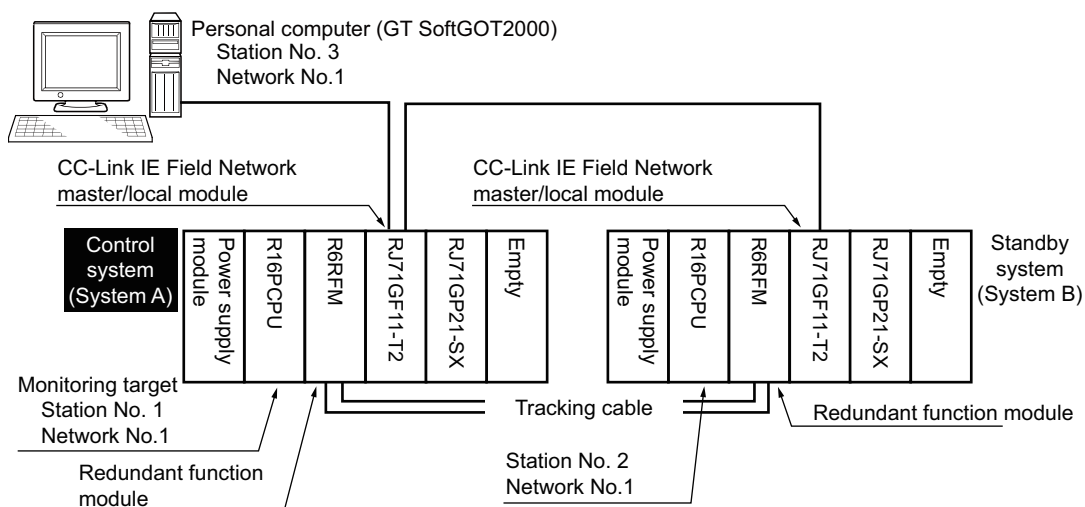 Personal computer (GT SoftGOT2000)
Station No. 3
Network No.1
CC-Link IE Field Network
master/local module
CC-Link IE Field Network
master/local module
Control
system
(System A)
Power supply
module
R16PCPU
R6RFM
RJ71GF11-T2
RJ71GP21-SX
Empty
Power supply
module
R16PCPU
R6RFM
RJ71GF11-T2
RJ71GP21-SX
Empty
Standby
system
(System B)
Monitoring target
Station No. 1
Network No.1
Tracking cable
Redundant function module
Redundant function
module
Station No. 2
Network No.1